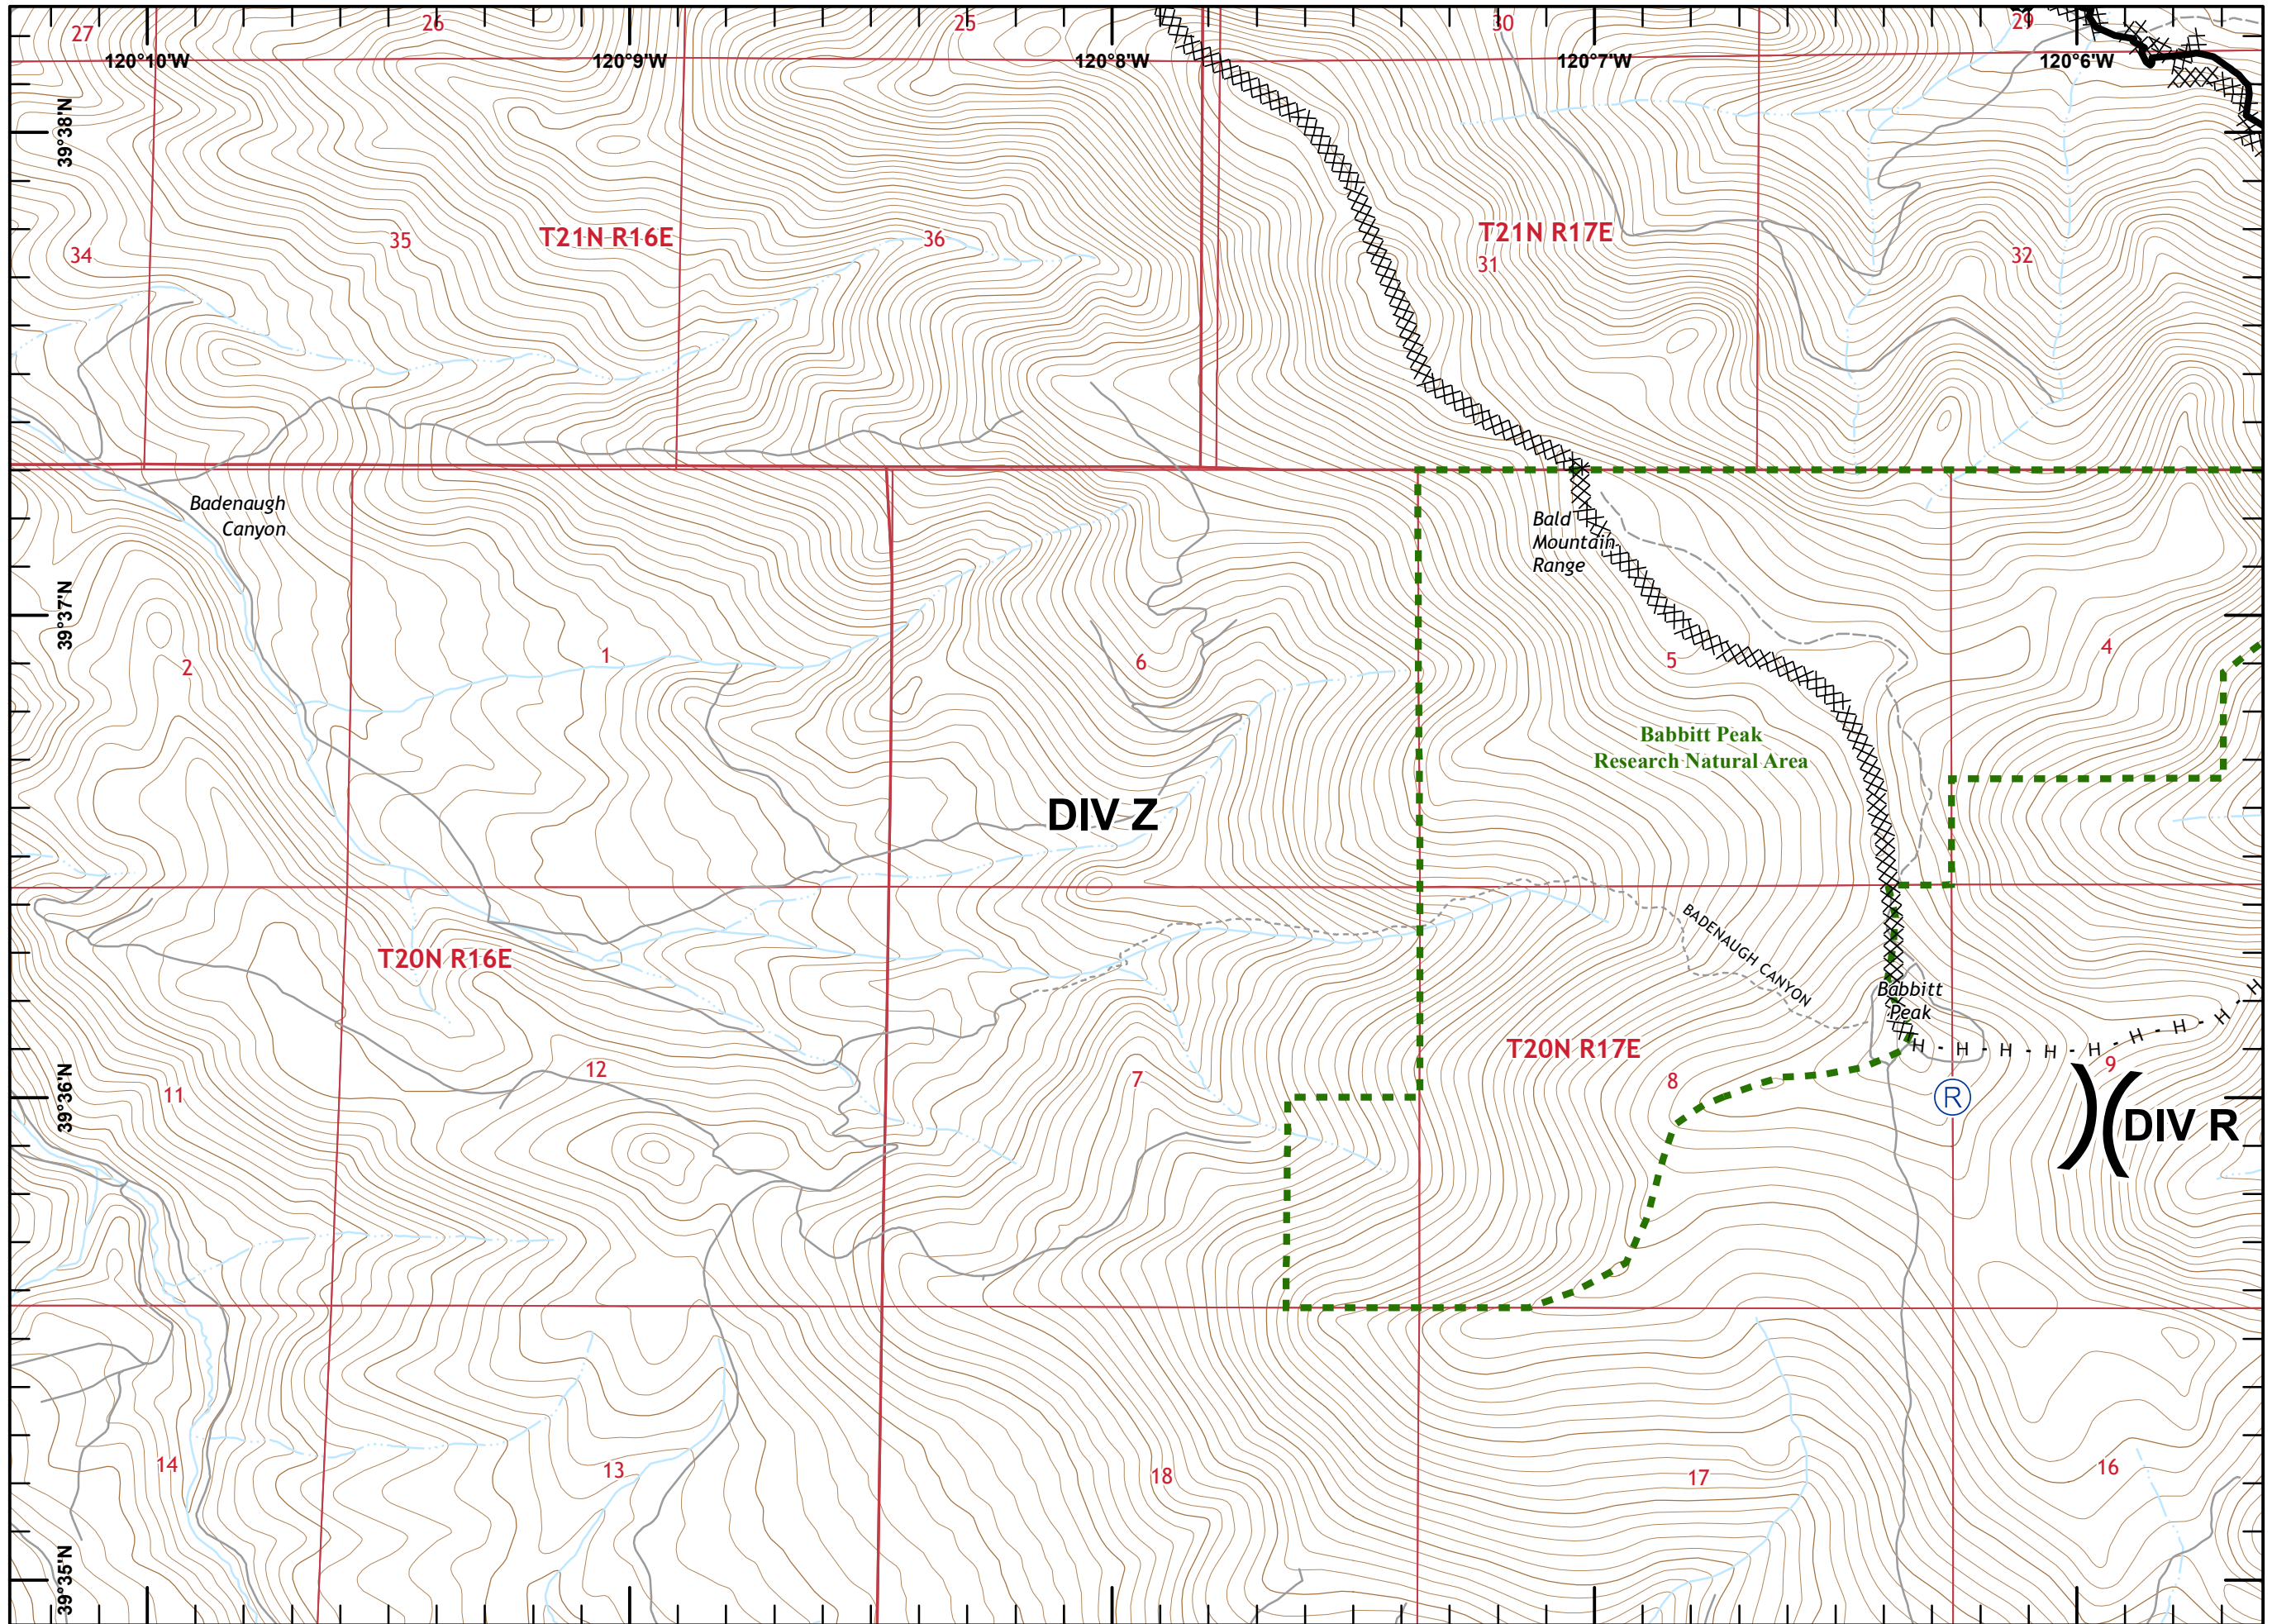 27
26
25
30
29
120°10'W
120°9'W
120°8'W
120°7'W
120°6'W
39°38'N
34
35
T21N R16E
36
T21N R17E
31
32
Badenaugh
Canyon
Bald
Mountain
Range
39°37'N
2
1
6
5
4
Babbitt Peak
Research Natural Area
DIV Z
T20N R16E
BADENAUGH CANYON
Babbitt
Peak
H - H - H - H - H - H - H - H - H
T20N R17E
39°36'N
11
12
7
8
9
R
)(
DIV R
14
13
18
17
16
39°35'N